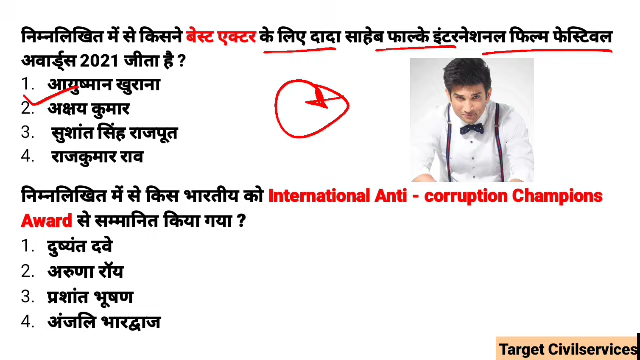 निम्नलिखित में से किसने बेस्ट एक्टर के लिए दादा साहेब फाल्के इंटरनेशनल फिल्म फेस्टिवल
अवार्ड्स 2021 जीता है ?
1. आयुष्मान खुराना
2. अक्षय कुमार
3. सुशांत सिंह राजपूत
4. राजकुमार राव
निम्नलिखित में से किस भारतीय को International Anti - corruption Champions
Award से सम्मानित किया गया ?
1. दुष्यंत दवे
2. अरुणा रॉय
3. प्रशांत भूषण
4. अंजलि भारद्वाज
Target Civilservices